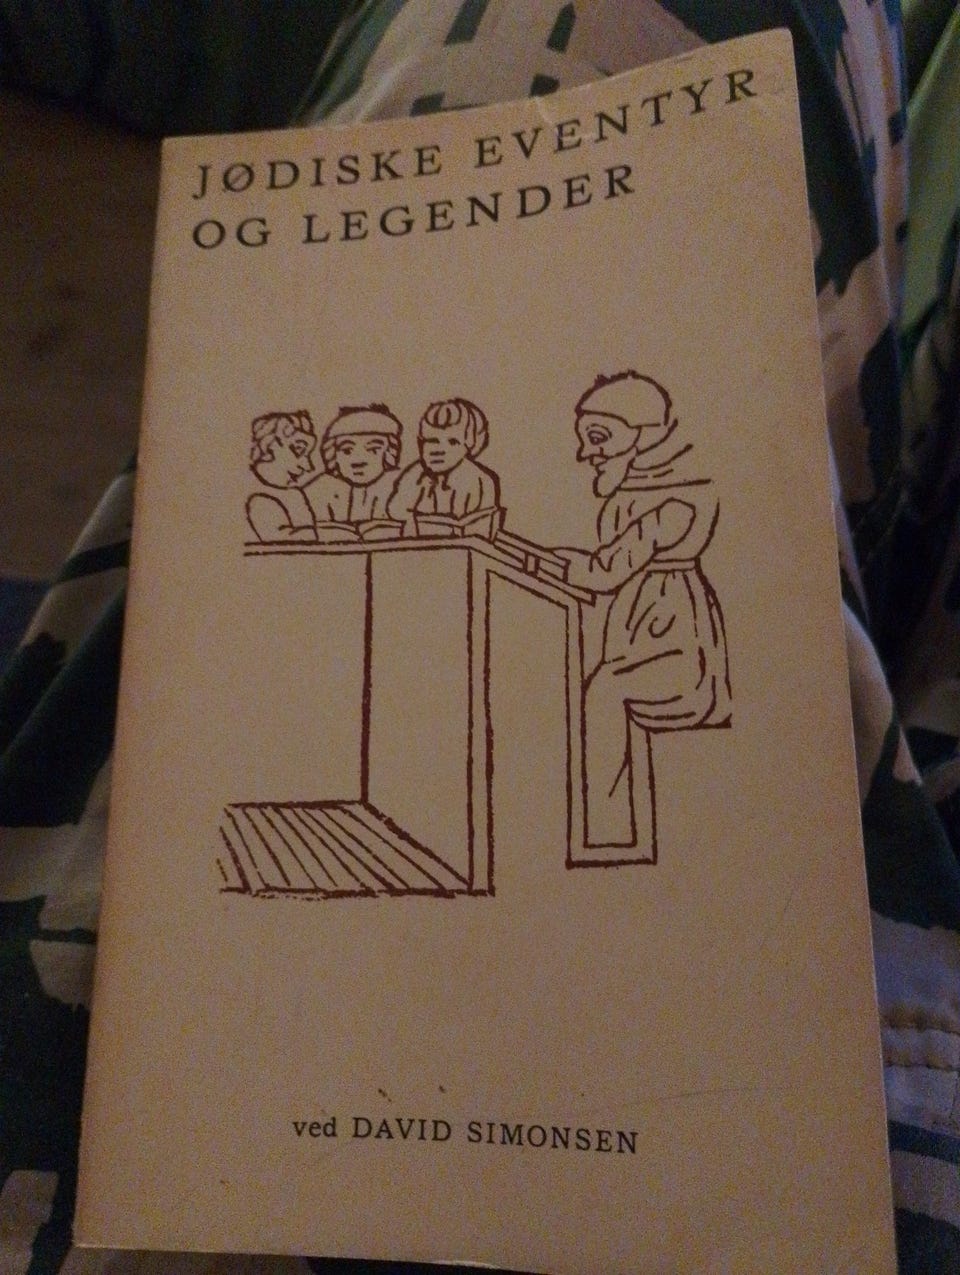 JØDISKE EVENTYR
OG LEGENDER
ved DAVID SIMONSEN